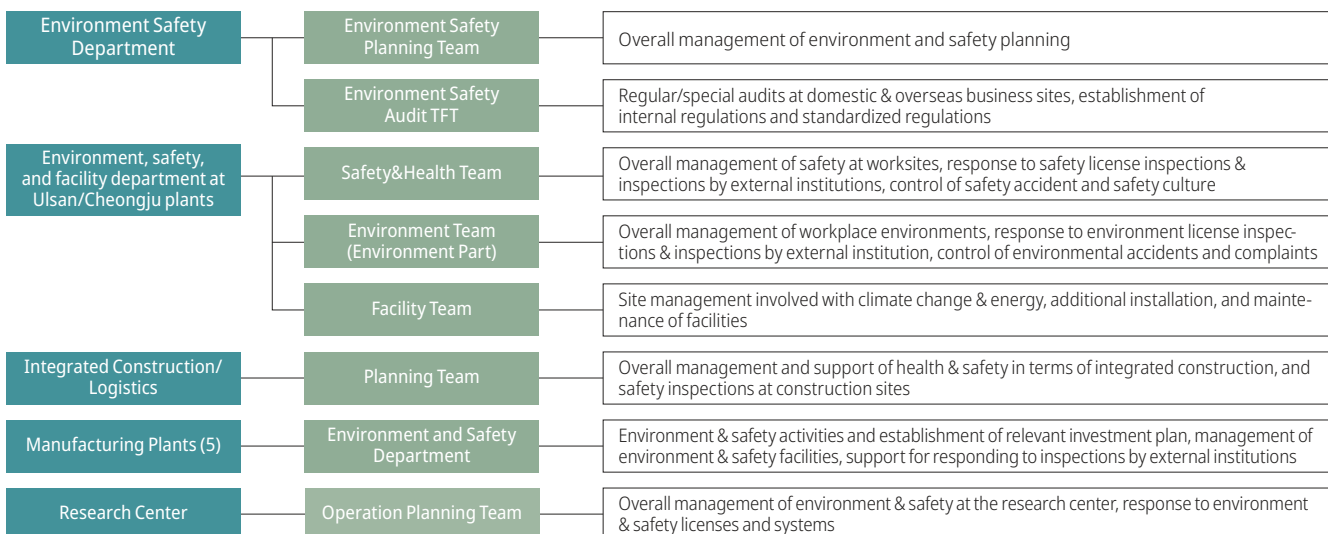 Environment Safety
Department
Environment Safety
Planning Team
Overall management of environment and safety planning
Environment Safety
Audit TFT
Regular/special audits at domestic & overseas business sites, establishment of
internal regulations and standardized regulations
Environment, safety,
and facility department at
Ulsan/Cheongju plants
Safety&Health Team
Overall management of safety at worksites, response to safety license inspections &
inspections by external institutions, control of safety accident and safety culture
Environment Team
(Environment Part)
Overall management of workplace environments, response to environment license inspec-
tions & inspections by external institution, control of environmental accidents and complaints
Facility Team
Site management involved with climate change & energy, additional installation, and mainte-
nance of facilities
Integrated Construction/
Logistics
Planning Team
Overall management and support of health & safety in terms of integrated construction, and
safety inspections at construction sites
Manufacturing Plants (5)
Environment and Safety
Department
Environment & safety activities and establishment of relevant investment plan, management of
environment & safety facilities, support for responding to inspections by external institutions
Research Center
Operation Planning Team
Overall management of environment & safety at the research center, response to environment
& safety licenses and systems